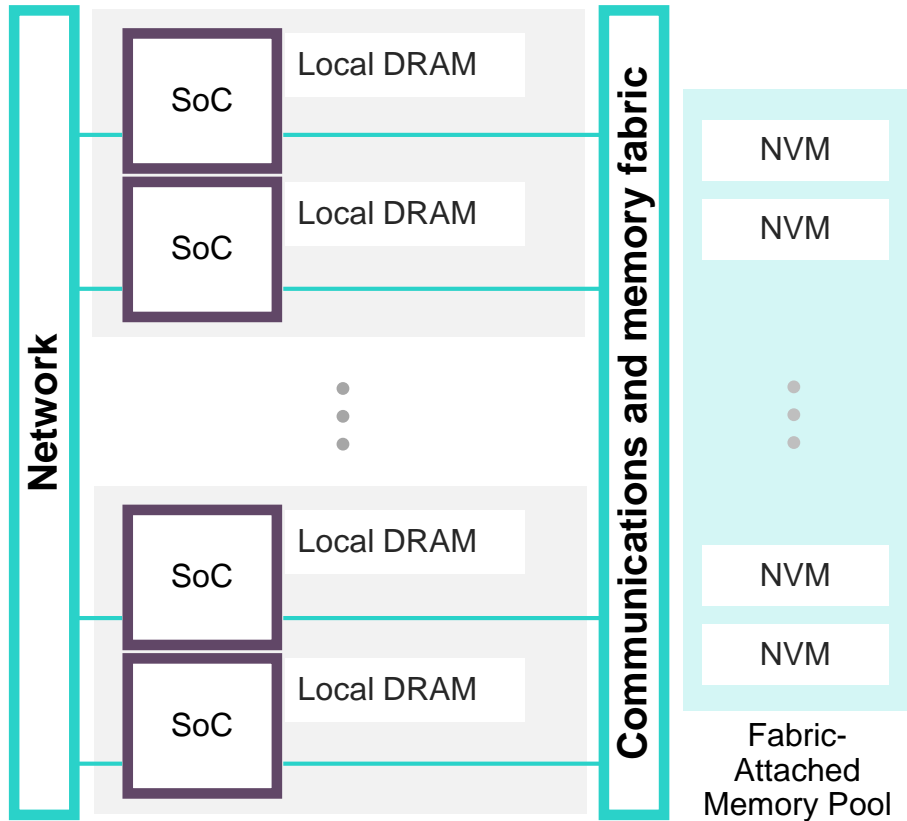 Network
SoC
Local DRAM
SoC
Local DRAM
SoC
Local DRAM
SoC
Local DRAM
Communications and memory fabric
NVM
NVM
NVM
NVM
Fabric-
Attached
Memory Pool